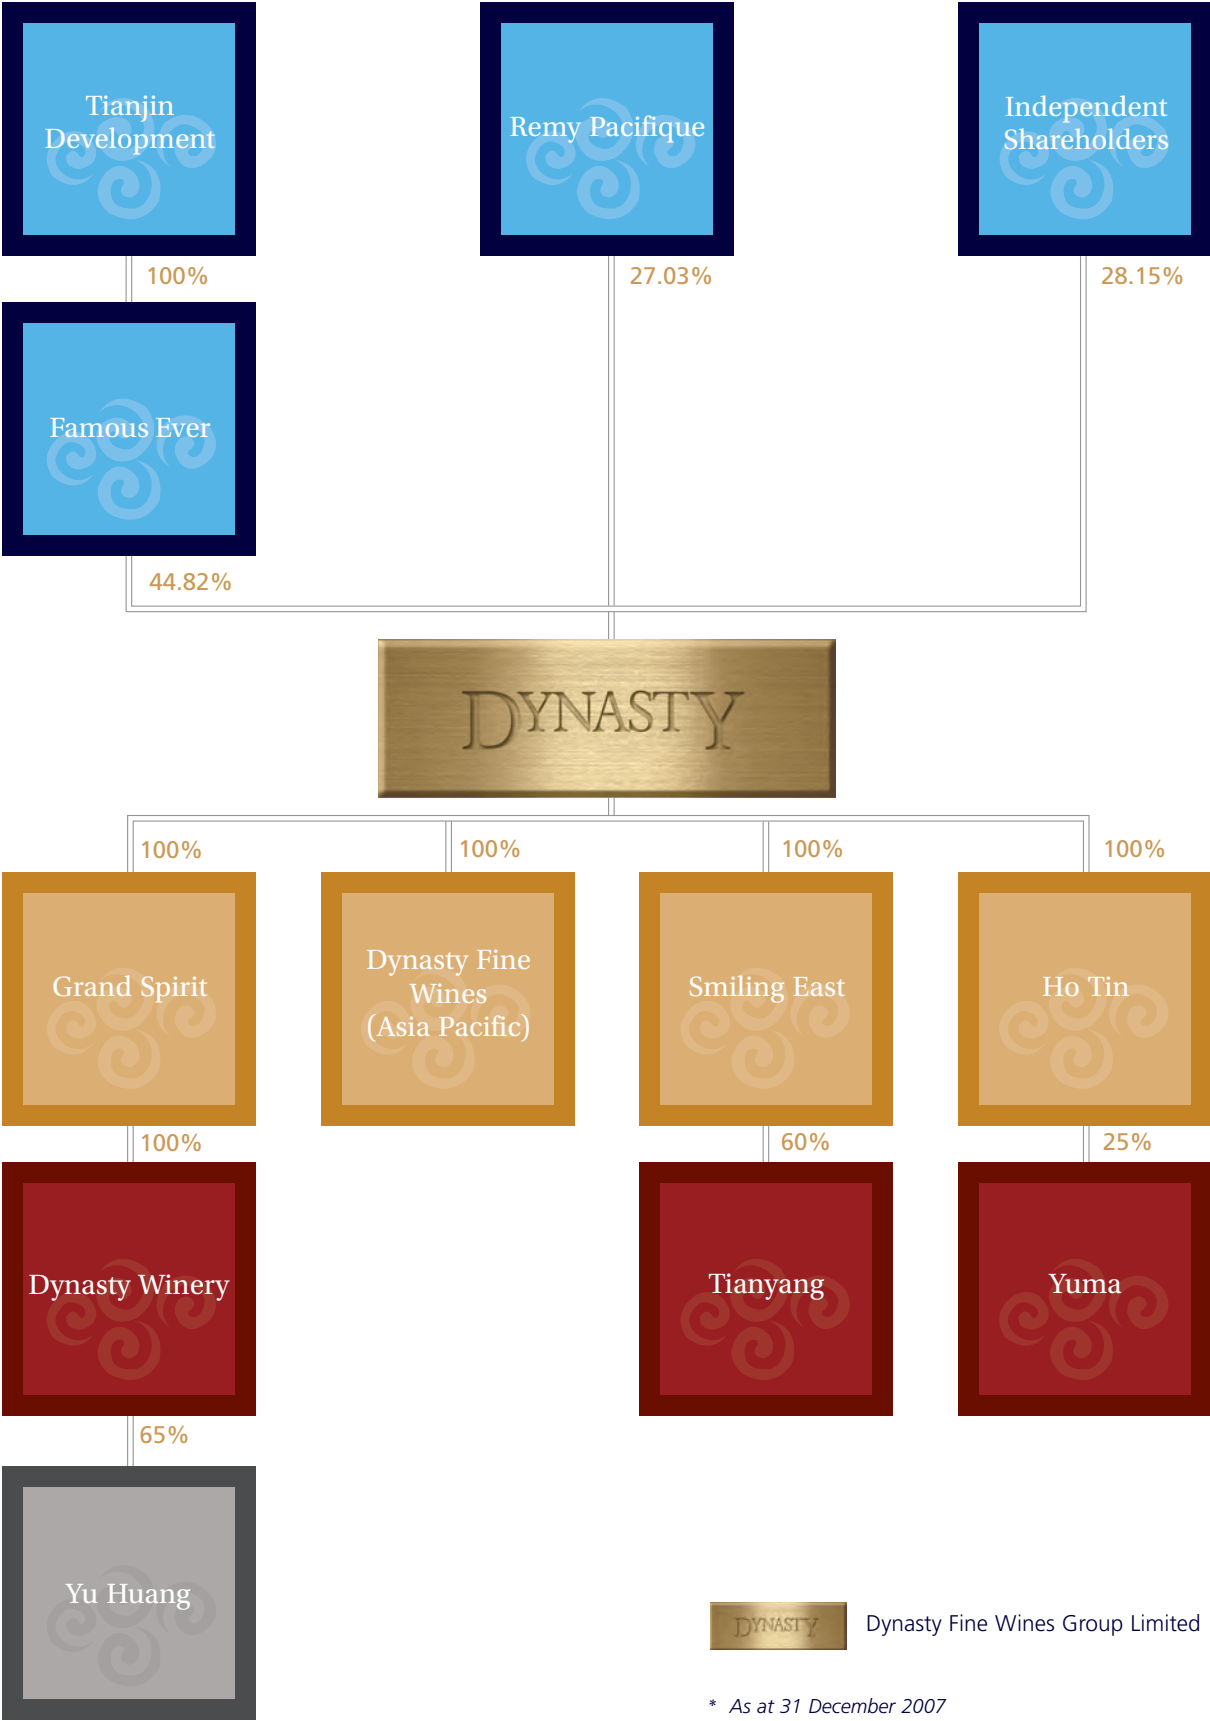 Tianjin
Development
Remy Pacifique
Independent
Shareholders
100%
27.03%
28.15%
Famous Ever
44.82%
DYNASTY
100%
100%
100%
100%
Grand Spirit
Dynasty Fine
Wines
(Asia Pacific)
Smiling East
Ho Tin
100%
60%
25%
Dynasty Winery
Tianyang
Yuma
65%
Yu Huang
DYNASTY
Dynasty Fine Wines Group Limited
* As at 31 December 2007